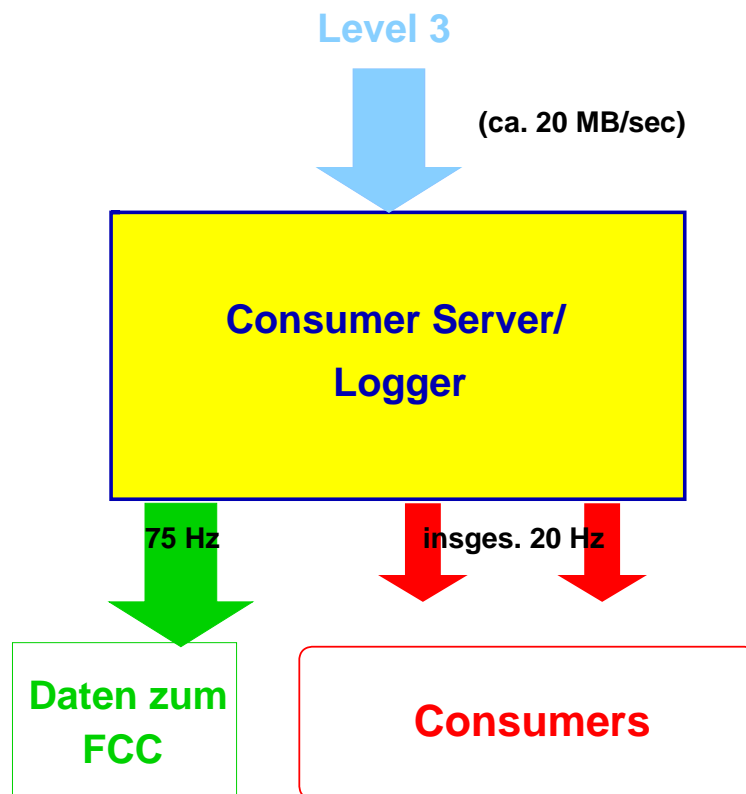 Level 3
(ca. 20 MB/sec)
Consumer Server/
Logger
75 Hz
insges. 20 Hz
Daten zum
FCC
Consumers